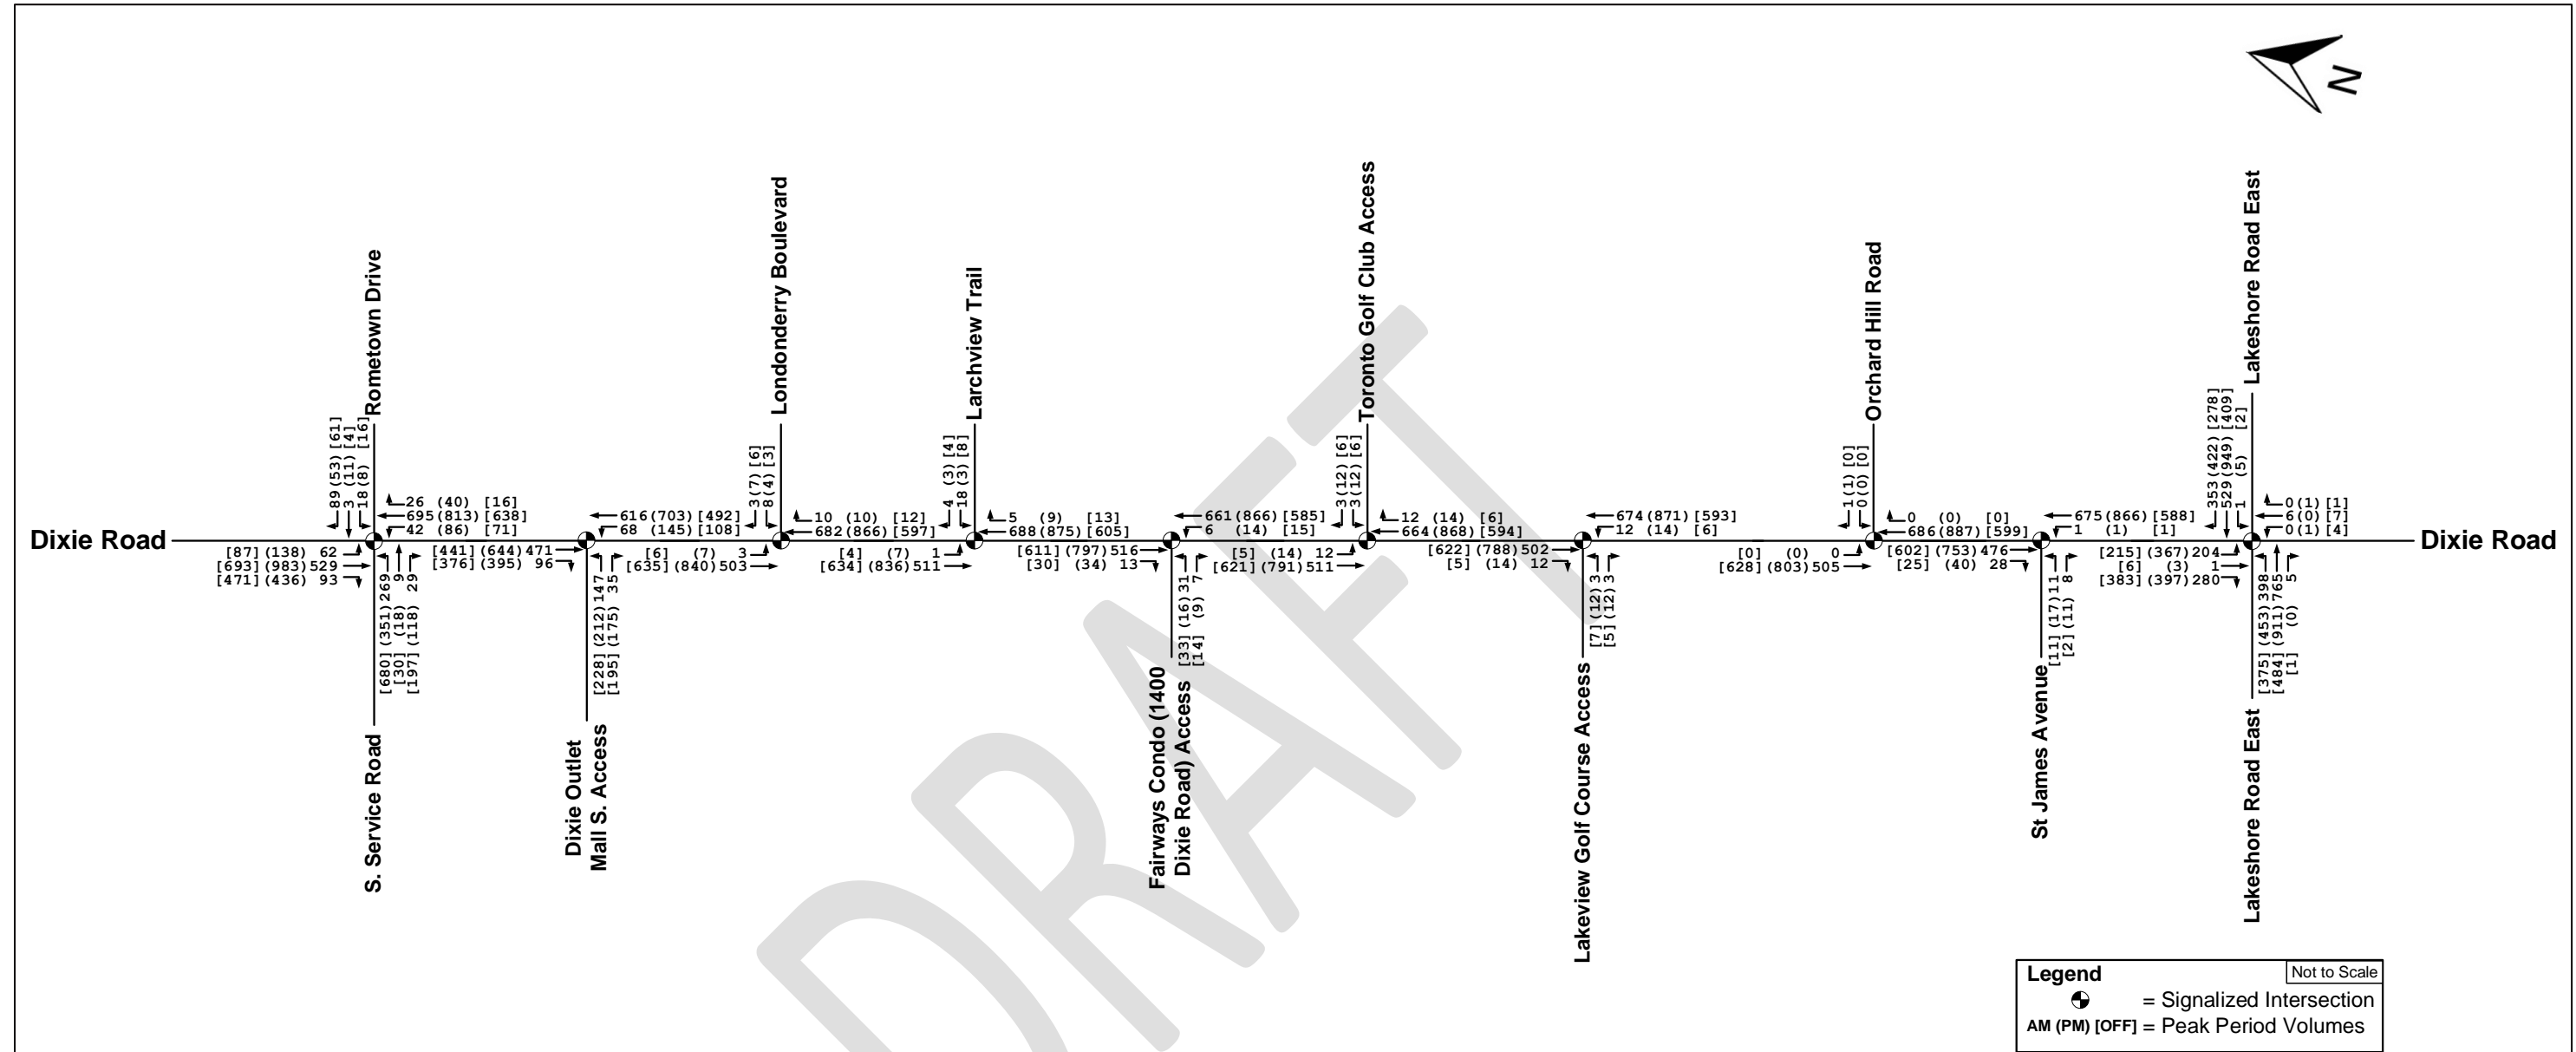 N
Rometown Drive
Londonderry Boulevard
Larchview Trail
Toronto Golf Club Access
Orchard Hill Road
Lakeshore Road East
89 (53) [61]
3 (11) [4]
18 (8) [16]
3 (7) [6]
8 (4) [3]
4 (3) [4]
18 (3) [8]
3 (12) [6]
3 (12) [6]
1 (1) [0]
0 (0) [0]
353 (422) [278]
529 (949) [409]
1 (5) [2]
26 (40) [16]
695 (813) [638]
42 (86) [71]
616 (703) [492]
68 (145) [108]
10 (10) [12]
682 (866) [597]
5 (9) [13]
688 (875) [605]
661 (866) [585]
6 (14) [15]
12 (14) [6]
664 (868) [594]
674 (871) [593]
12 (14) [6]
0 (0) [0]
686 (887) [599]
675 (866) [588]
1 (1) [1]
0 (1) [1]
6 (0) [7]
0 (1) [4]
Dixie Road
Dixie Road
[87] (138) 62
[693] (983) 529
[471] (436) 93
[441] (644) 471
[376] (395) 96
[6] (7) 3
[635] (840) 503
[4] (7) 1
[634] (836) 511
[611] (797) 516
[30] (34) 13
[5] (14) 12
[621] (791) 511
[622] (788) 502
[5] (14) 12
[0] (0) 0
[628] (803) 505
[602] (753) 476
[25] (40) 28
[215] (367) 204
[6] (3) 1
[383] (397) 280
[680] (351) 269
[30] (18) 9
[197] (118) 29
[228] (212) 147
[195] (175) 35
[33] (16) 31
[14] (9) 7
[7] (12) 3
[5] (12) 3
[11] (17) 11
[2] (11) 8
[375] (453) 398
[484] (911) 765
[1] (0) 5
S. Service Road
Dixie Outlet
Mall S. Access
Fairways Condo (1400
Dixie Road) Access
Lakeview Golf Course Access
St James Avenue
Lakeshore Road East
DRAFT
Legend
Not to Scale
= Signalized Intersection
AM (PM) [OFF] = Peak Period Volumes